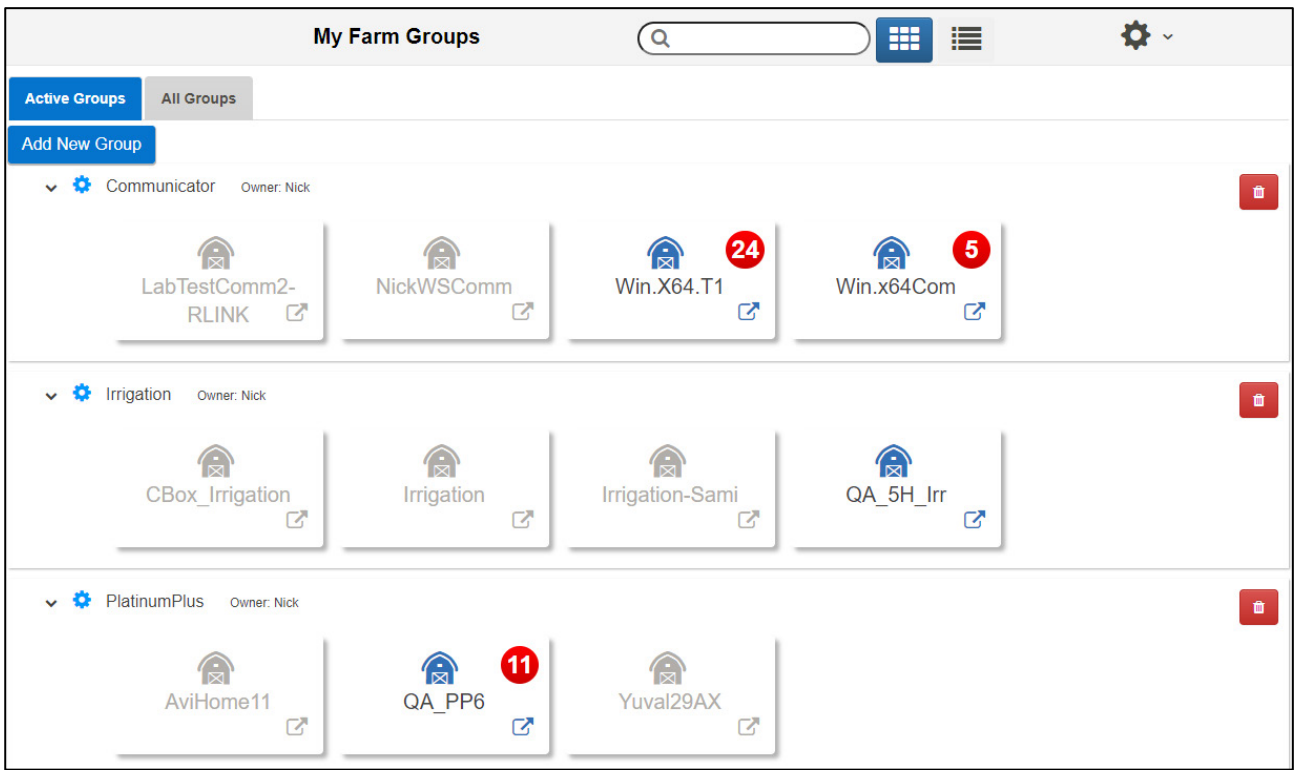 My Farm Groups
Active Groups All Groups
Add New Group
Communicator Owner: Nick
LabTestComm2-
RLINK
NickWSComm
24
Win.X64.T1
5
Win.x64Com
Irrigation Owner: Nick
CBox_Irrigation
Irrigation
Irrigation-Sami
QA_5H_Irr
PlatinumPlus Owner: Nick
AviHome11
11
QA_PP6
Yuval29AX